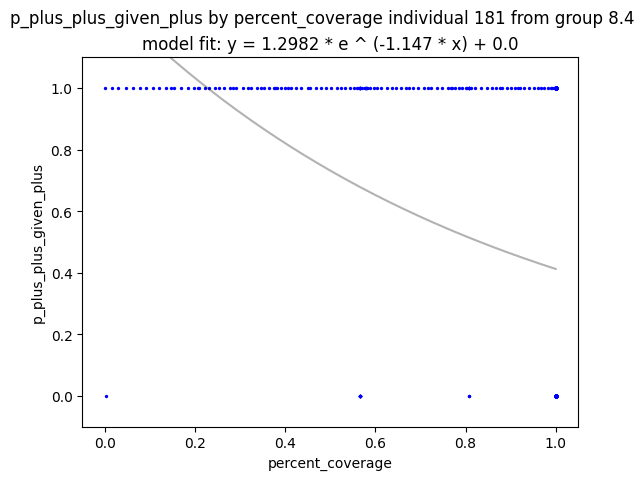 p_plus_plus_given_plus by percent_coverage individual 181 from group 8.4
model fit: y = 1.2982 * e ^ (-1.147 * x) + 0.0
1.0
0.8
0.6
0.4
0.2
0.0
p_plus_plus_given_plus
0.0 0.2 0.4 0.6 0.8 1.0
percent_coverage